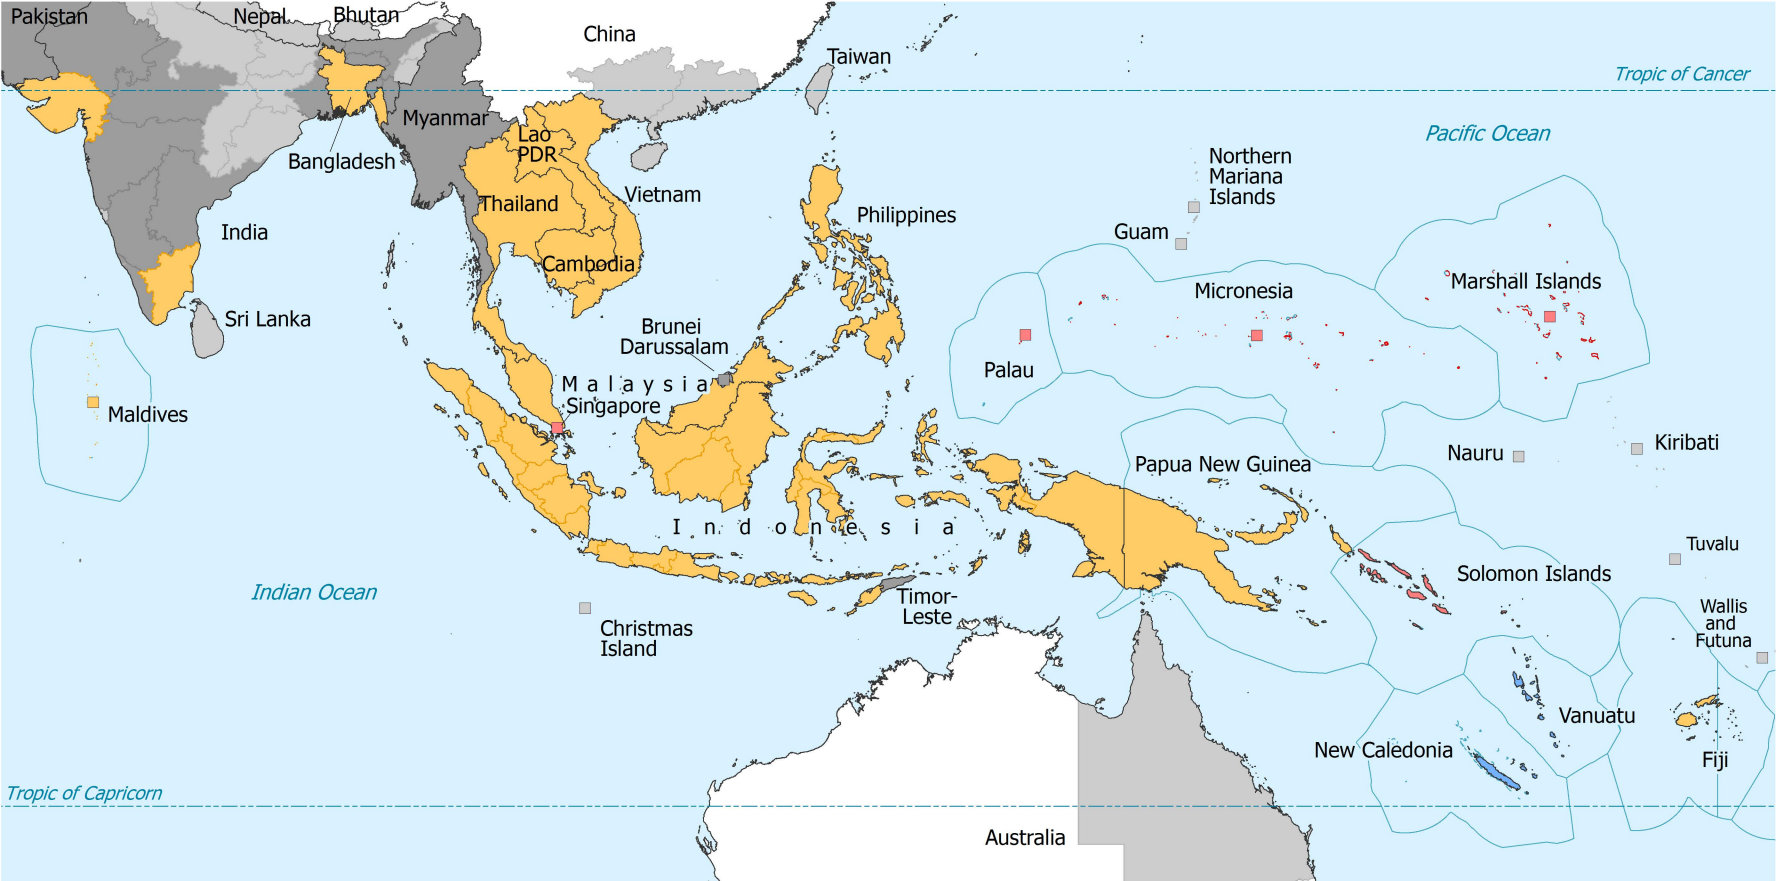 Pakistan
Nepal
Bhutan
China
Taiwan
Tropic of Cancer
Myanmar
Pacific Ocean
Lao
PDR
Bangladesh
Northern
Mariana
Islands
Vietnam
Thailand
Philippines
India
Guam
Cambodia
Marshall Islands
Micronesia
Sri Lanka
Brunei
Darussalam
Palau
Malaysia
Singapore
Maldives
Kiribati
Nauru
Papua New Guinea
Indonesia
Tuvalu
Solomon Islands
Indian Ocean
Timor-
Leste
Wallis
and
Futuna
Christmas
Island
Vanuatu
New Caledonia
Fiji
Tropic of Capricorn
Australia